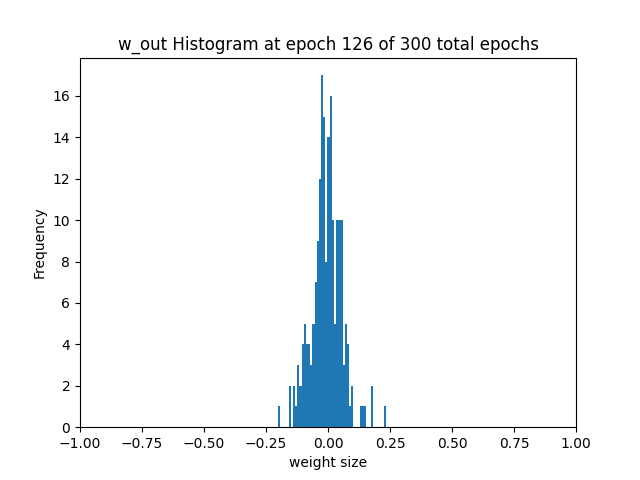 w_out Histogram at epoch 126 of 300 total epochs
Frequency
16
14
12
10
8
6
4
2
0
−1.00 −0.75 −0.50 −0.25 0.00 0.25 0.50 0.75 1.00
weight size